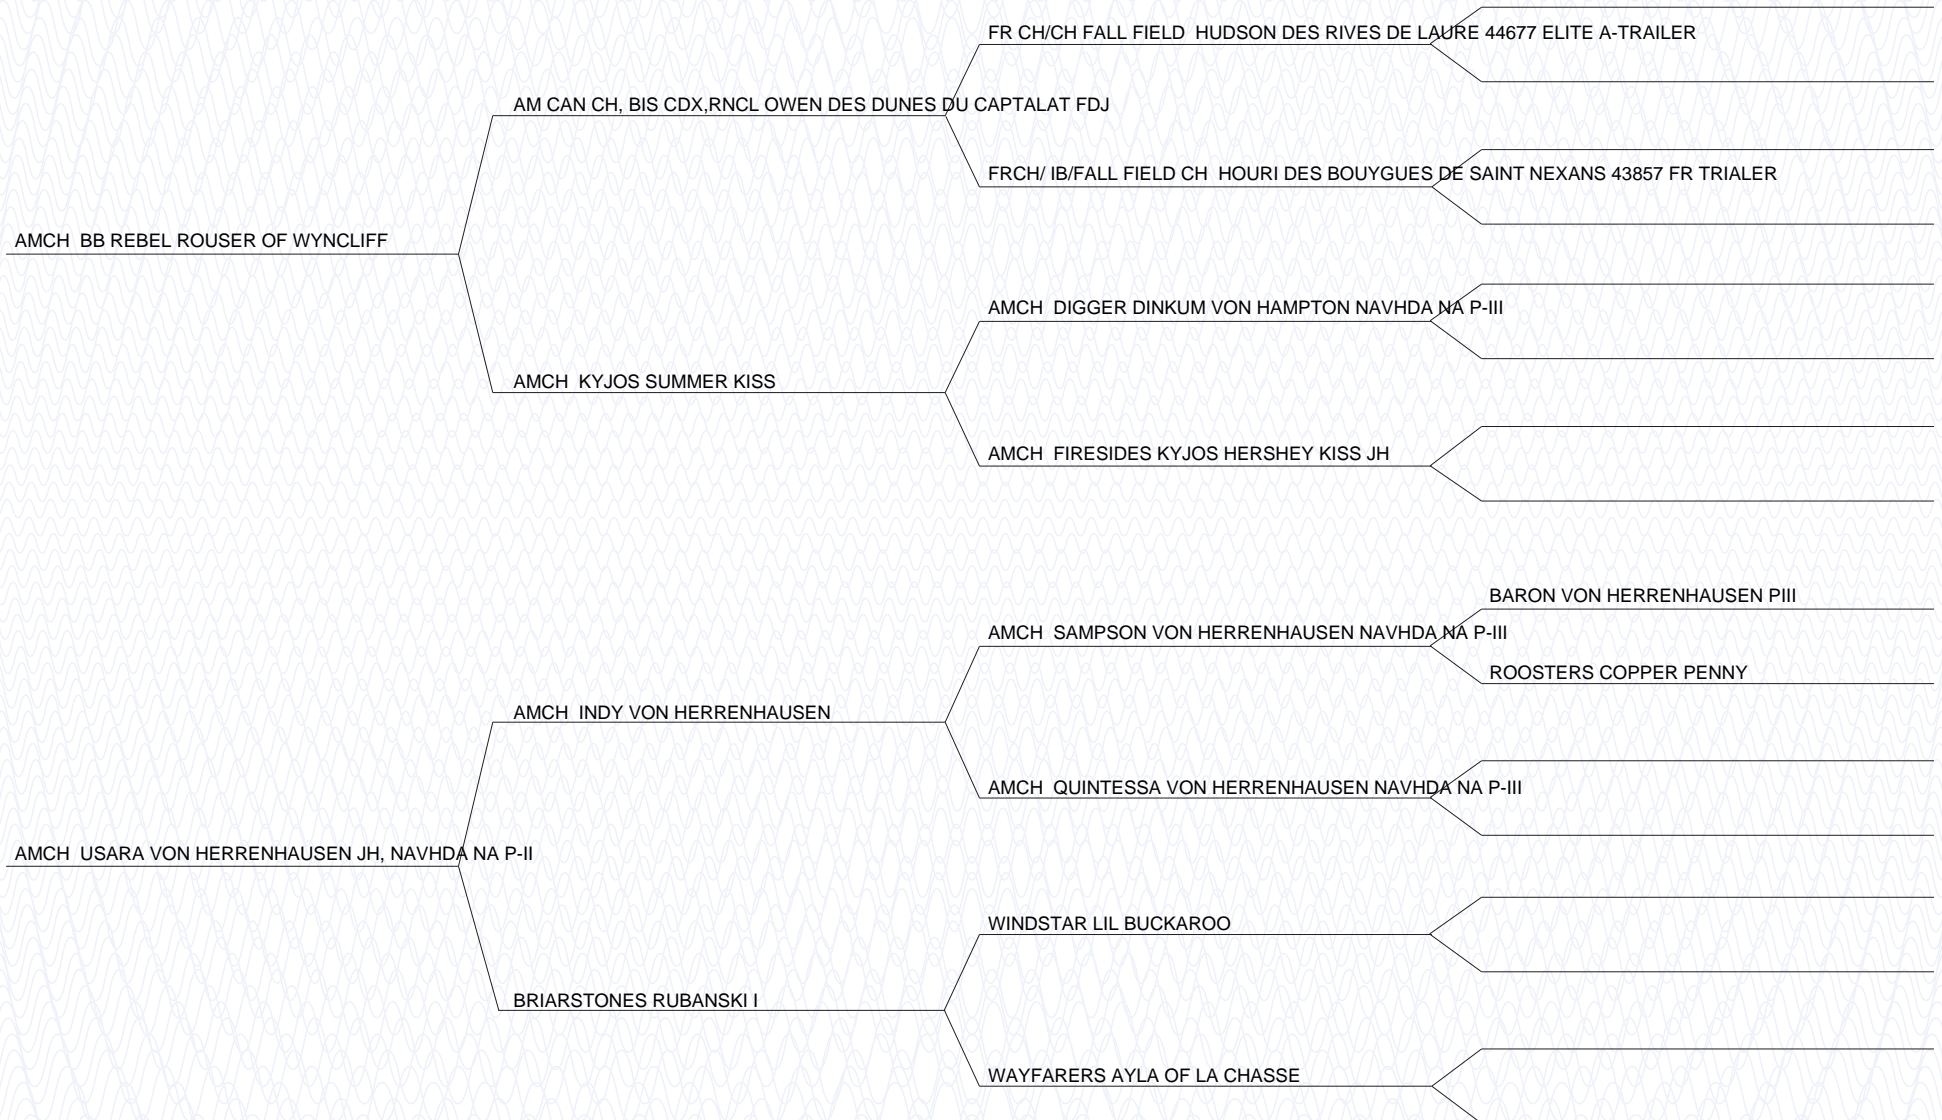 FR CH/CH FALL FIELD  HUDSON DES RIVES DE LAURE 44677 ELITE A-TRAILER
AM CAN CH, BIS CDX,RNCL OWEN DES DUNES DU CAPTALAT FDJ
FRCH/ IB/FALL FIELD CH  HOURI DES BOUYGUES DE SAINT NEXANS 43857 FR TRIALER
AMCH  BB REBEL ROUSER OF WYNCLIFF
AMCH  DIGGER DINKUM VON HAMPTON NAVHDA NA P-III
AMCH  KYJOS SUMMER KISS
AMCH  FIRESIDES KYJOS HERSHEY KISS JH
BARON VON HERRENHAUSEN PIII
AMCH  SAMPSON VON HERRENHAUSEN NAVHDA NA P-III
ROOSTERS COPPER PENNY
AMCH  INDY VON HERRENHAUSEN
AMCH  QUINTESSA VON HERRENHAUSEN NAVHDA NA P-III
AMCH  USARA VON HERRENHAUSEN JH, NAVHDA NA P-II
WINDSTAR LIL BUCKAROO
BRIARSTONES RUBANSKI I
WAYFARERS AYLA OF LA CHASSE